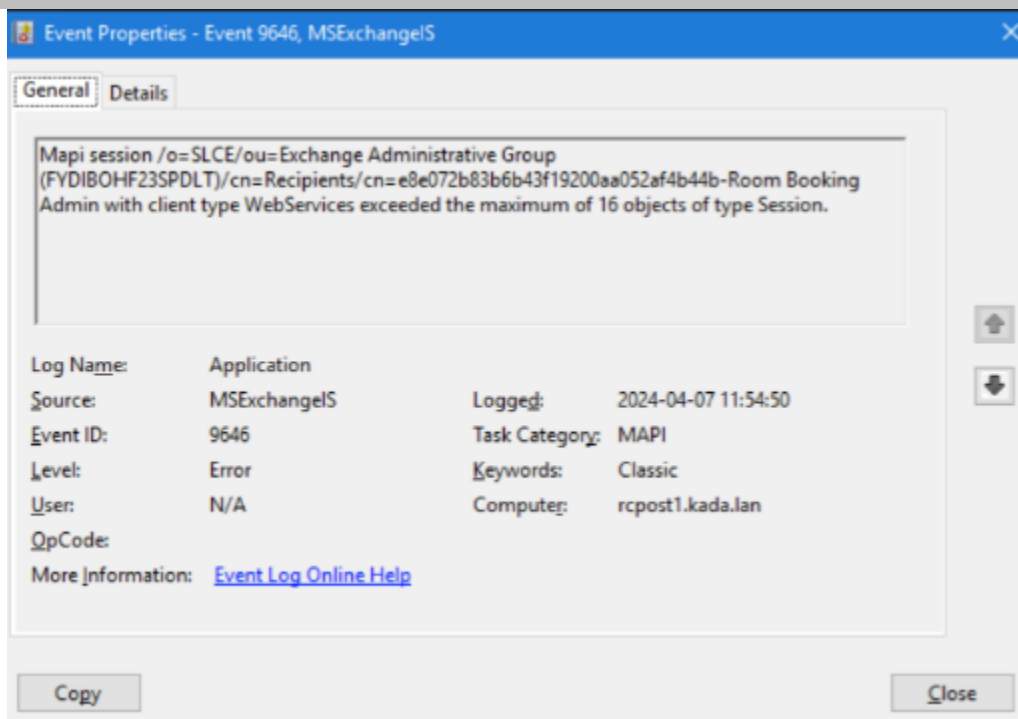 Event Properties - Event 9646, MSExchangeIS
General Details
Mapi session /o=SLCE/ou=Exchange Administrative Group
(FYDIBOHF23SPDLT)/cn=Recipients/cn=e8e072b83b6b43f19200aa052af4b44b-Room Booking
Admin with client type WebServices exceeded the maximum of 16 objects of type Session.
Log Name: Application
Source: MSExchangeIS Logged: 2024-04-07 11:54:50
Event ID: 9646 Task Category: MAPI
Level: Error Keywords: Classic
User: N/A Computer: rcpost1.kada.lan
OpCode:
More Information: Event Log Online Help
Copy Close